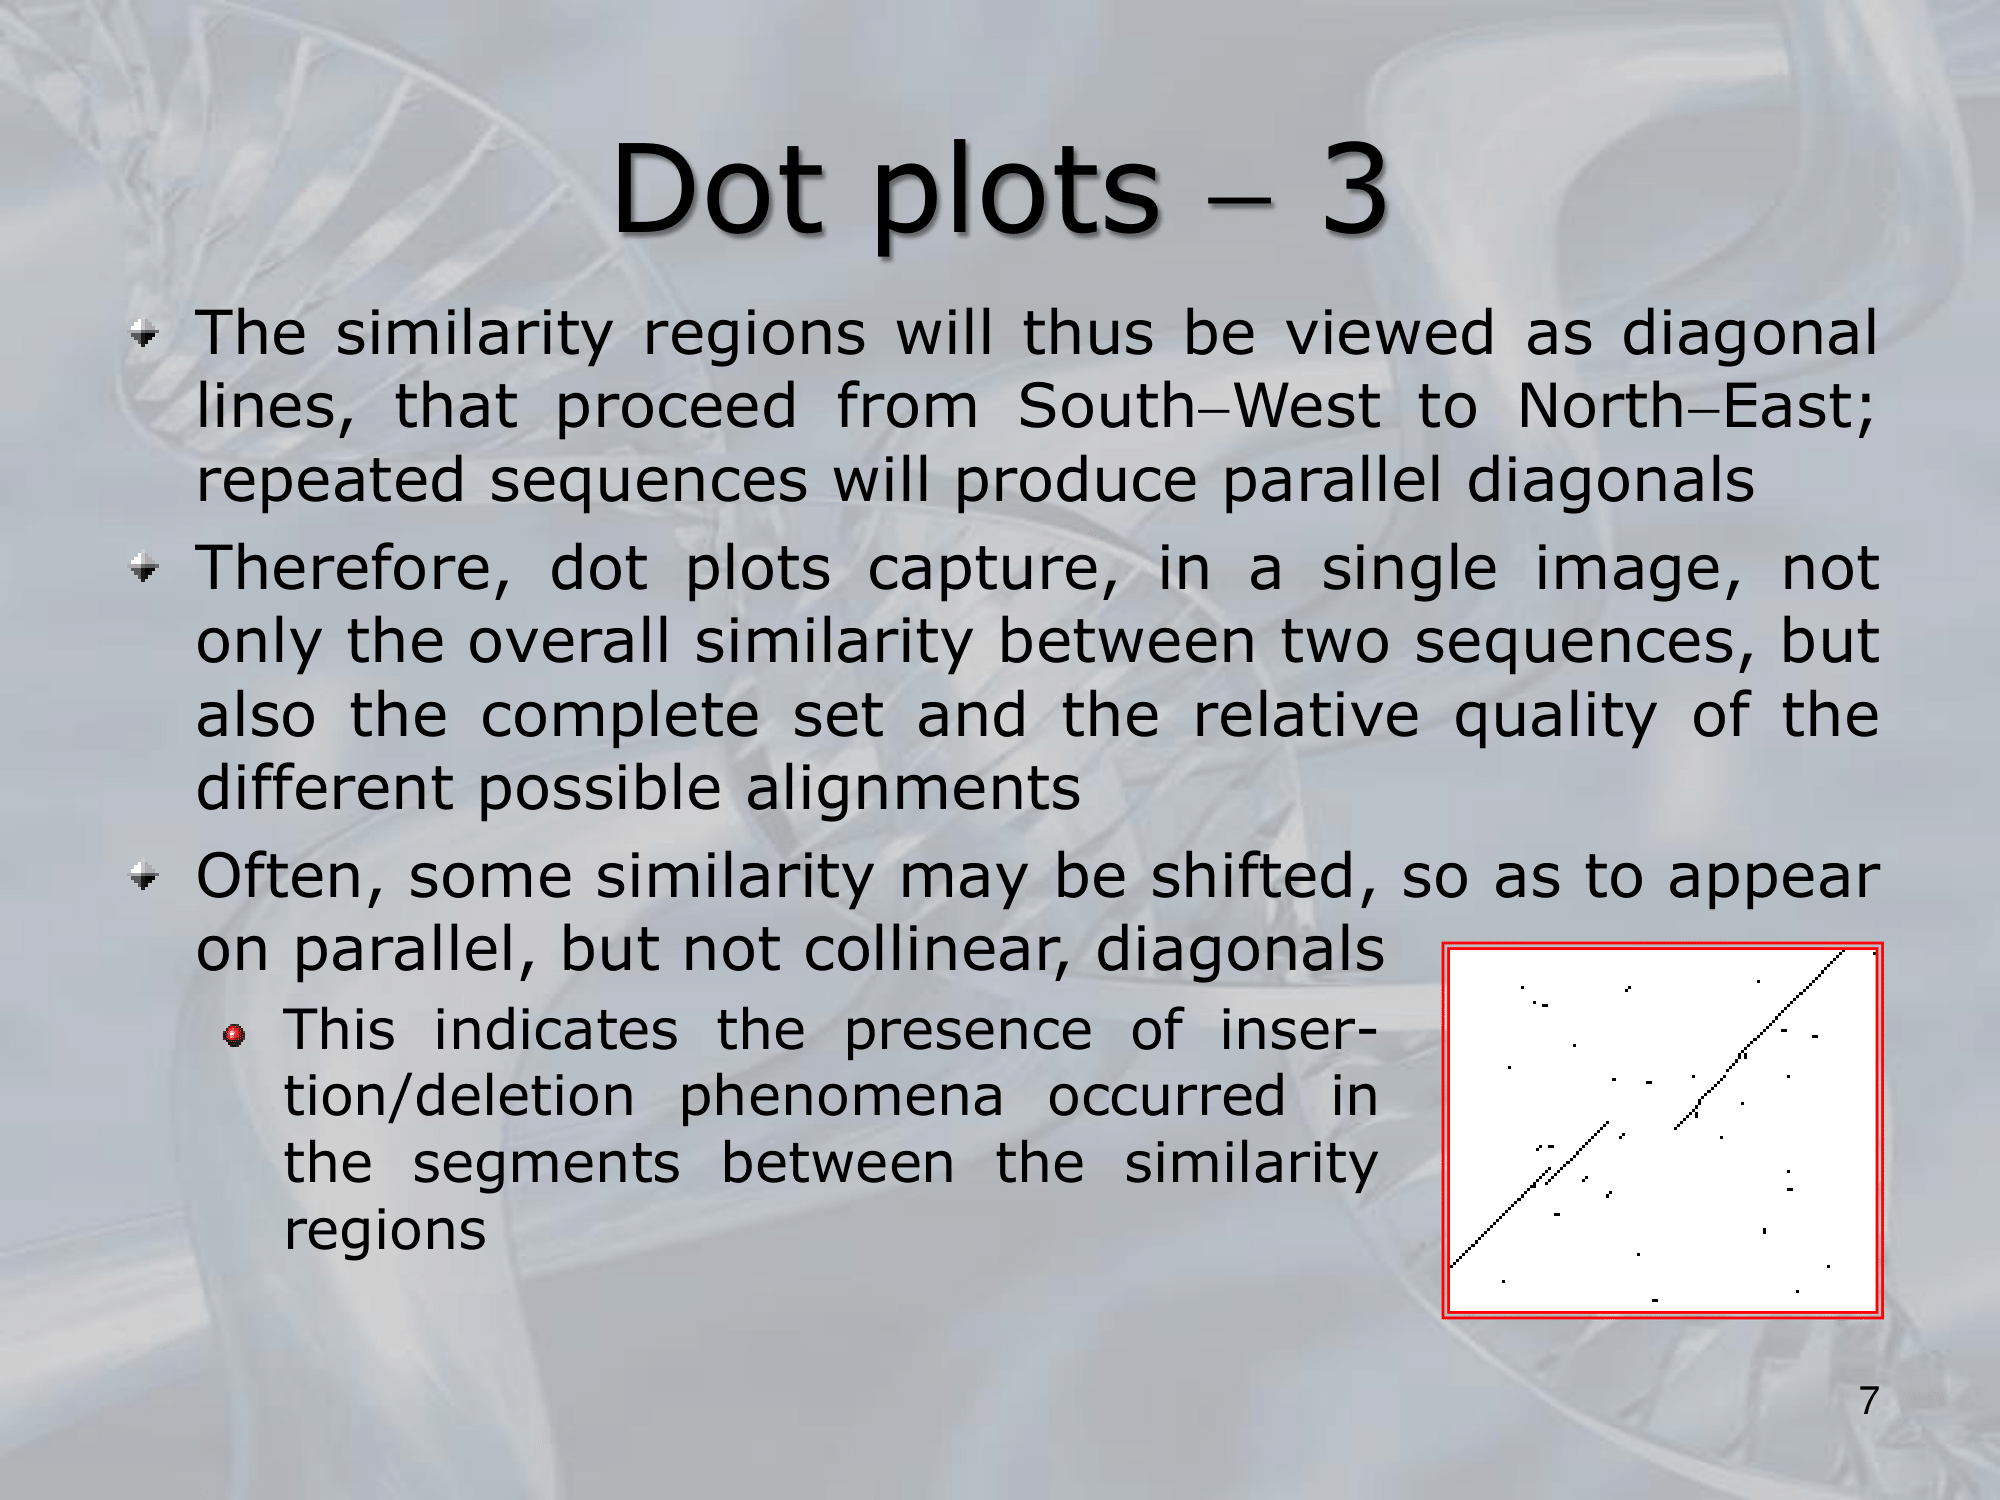 Dot plots – 3
The similarity regions will thus be viewed as diagonal
lines, that proceed from South–West to North–East;
repeated sequences will produce parallel diagonals
Therefore, dot plots capture, in a single image, not
only the overall similarity between two sequences, but
also the complete set and the relative quality of the
different possible alignments
Often, some similarity may be shifted, so as to appear
on parallel, but not collinear, diagonals
This indicates the presence of inser-
tion/deletion phenomena occurred in
the segments between the similarity
regions
7